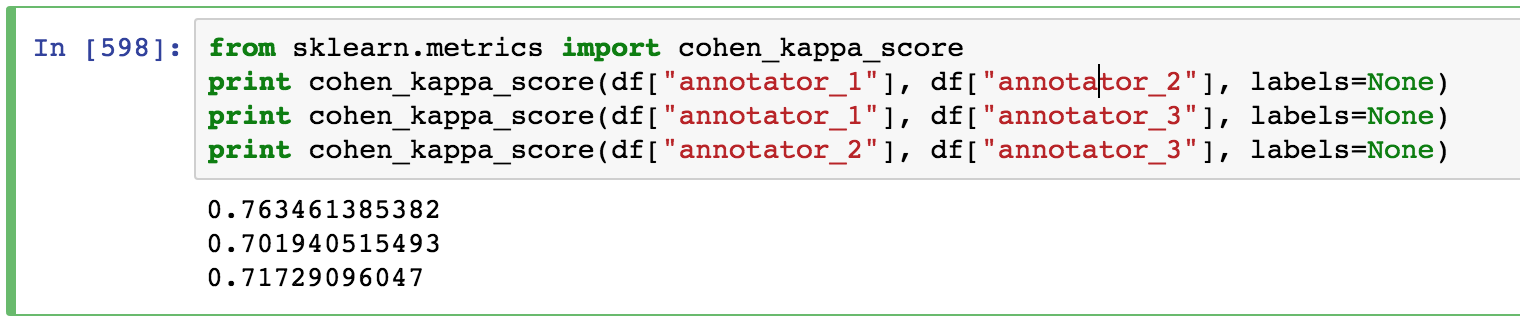 In [598]: from sklearn.metrics import cohen_kappa_score
print cohen_kappa_score(df["annotator_1"], df["annotator_2"], labels=None)
print cohen_kappa_score(df["annotator_1"], df["annotator_3"], labels=None)
print cohen_kappa_score(df["annotator_2"], df["annotator_3"], labels=None)
0.763461385382
0.701940515493
0.71729096047